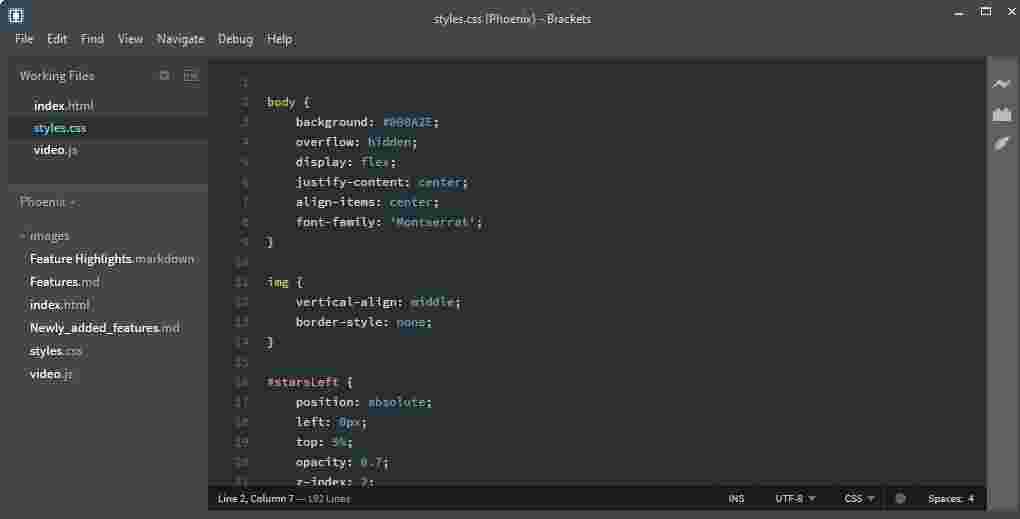 styles.css (Phoenix) - Brackets
File Edit Find View Navigate Debug Help
Working Files
index.html
styles.css
video.js
Phoenix
images
Feature Highlights.markdown
Features.md
index.html
Newly_added_features.md
styles.css
video.js
1
2 body {
3 background: #000A2E;
4 overflow: hidden;
5 display: flex;
6 justify-content: center;
7 align-items: center;
8 font-family: 'Montserrat';
9 }
10
11 img {
12 vertical-align: middle;
13 border-style: none;
14 }
15
16 #starsLeft {
17 position: absolute;
18 left: 0px;
19 top: 5%;
20 opacity: 0.7;
21 z-index: 2;
Line 2, Column 7 — 192 Lines INS UTF-8 CSS Spaces: 4